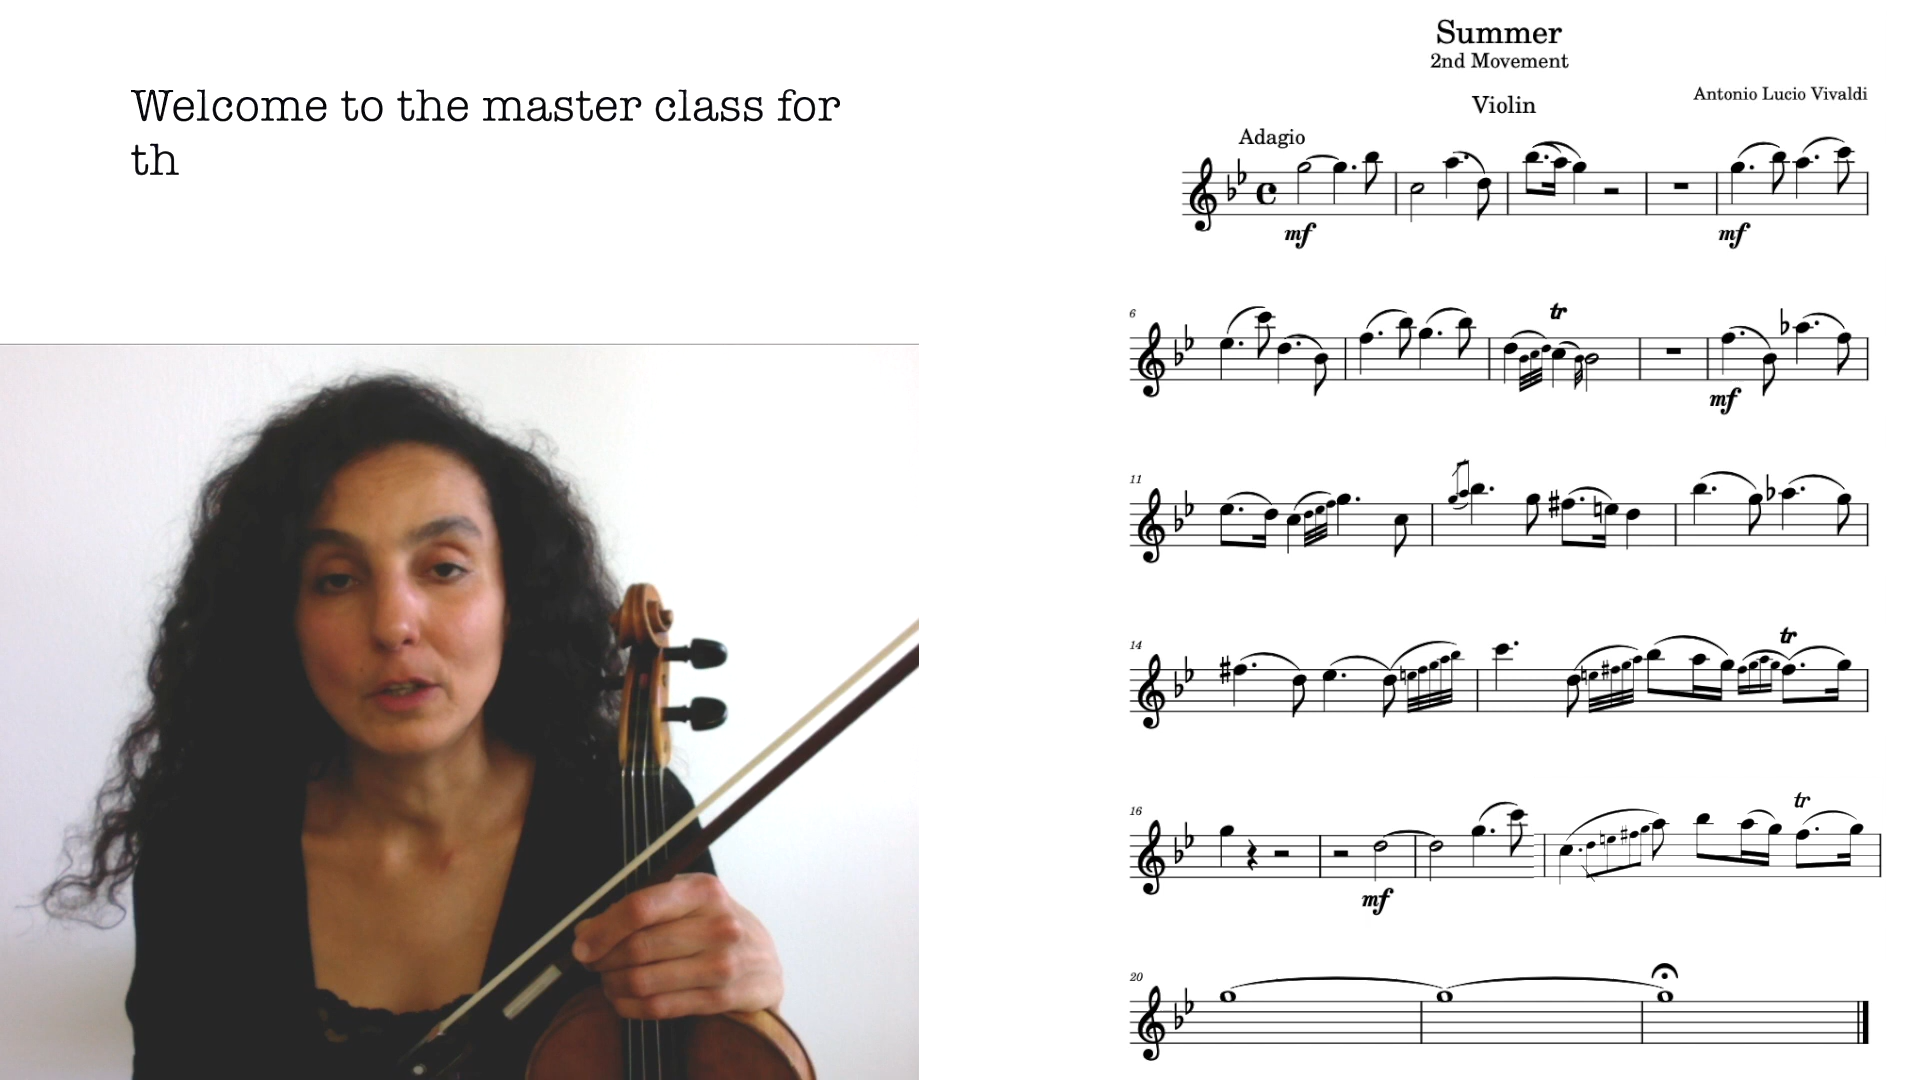 Welcome to the master class for
th
Summer
2nd Movement
Violin
Antonio Lucio Vivaldi
Adagio
mf
mf
6
tr
mf
11
14
tr
16
tr
mf
20